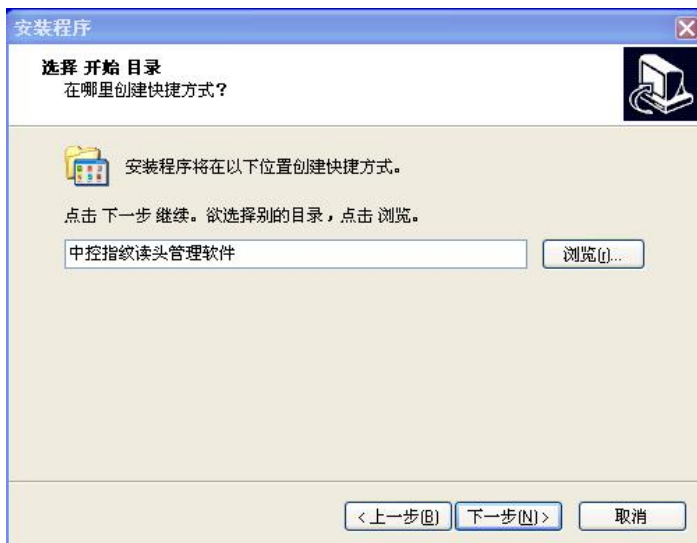 安装程序
选择 开始 目录
在哪里创建快捷方式?
安装程序将在以下位置创建快捷方式。
点击 下一步 继续。欲选择别的目录，点击 浏览。
中控指纹读头管理软件
浏览(r)...
<上一步(B)
下一步(N)>
取消